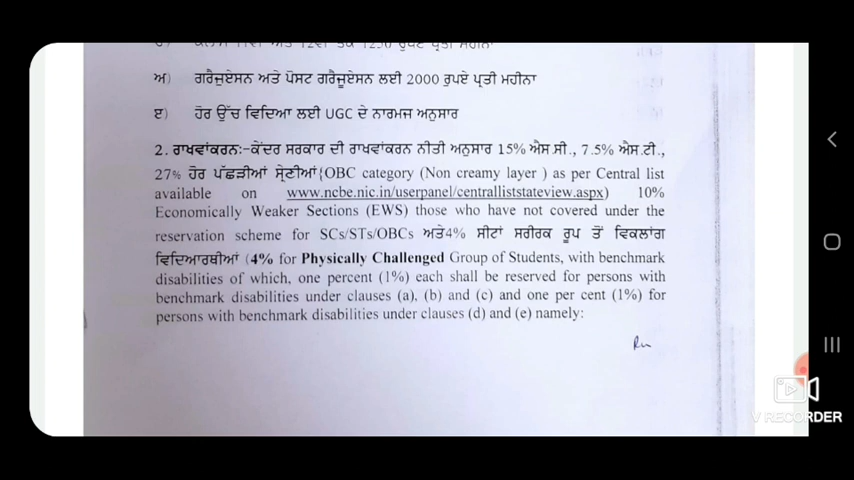 ਅ) ਗਰੈਜੁਏਸਨ ਅਤੇ ਪੋਸਟ ਗਰੈਜੂਏਸਨ ਲਈ 2000 ਰੁਪਏ ਪ੍ਰਤੀ ਮਹੀਨਾ
ੲ) ਹੋਰ ਉੱਚ ਵਿਦਿਆ ਲਈ UGC ਦੇ ਨਾਰਮਜ ਅਨੁਸਾਰ
2. ਰਾਖਵਾਂਕਰਨ:-ਕੇਂਦਰ ਸਰਕਾਰ ਦੀ ਰਾਖਵਾਂਕਰਨ ਨੀਤੀ ਅਨੁਸਾਰ 15% ਐਸ.ਸੀ., 7.5% ਐਸ.ਟੀ.,
27% ਹੋਰ ਪੱਛੜੀਆਂ ਸ੍ਰੇਣੀਆਂ{OBC category (Non creamy layer ) as per Central list
available on www.ncbe.nic.in/userpanel/centralliststateview.aspx) 10%
Economically Weaker Sections (EWS) those who have not covered under the
reservation scheme for SCs/STs/OBCs ਅਤੇ4% ਸੀਟਾਂ ਸਰੀਰਕ ਰੂਪ ਤੋਂ ਵਿਕਲਾਂਗ
ਵਿਦਿਆਰਥੀਆਂ (4% for Physically Challenged Group of Students, with benchmark
disabilities of which, one percent (1%) each shall be reserved for persons with
benchmark disabilities under clauses (a), (b) and (c) and one per cent (1%) for
persons with benchmark disabilities under clauses (d) and (e) namely:
V RECORDER